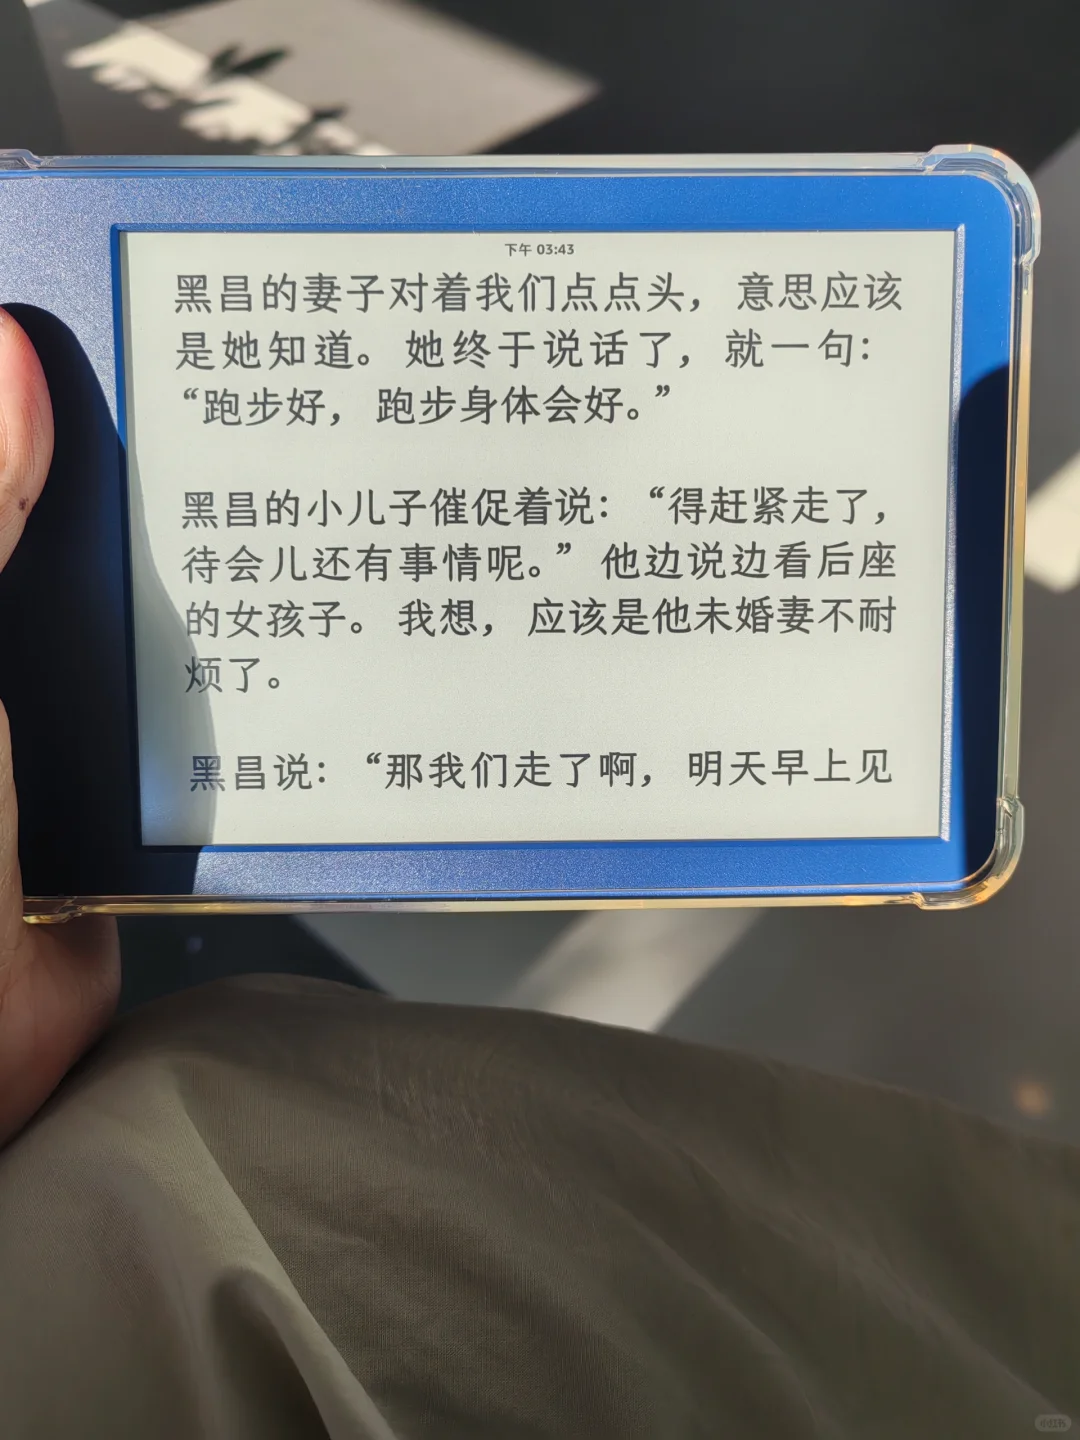 下午 03:43
黑昌的妻子对着我们点点头，意思应该
是她知道。她终于说话了，就一句：
“跑步好，跑步身体会好。”
黑昌的小儿子催促着说：“得赶紧走了，
待会儿还有事情呢。”他边说边看后座
的女孩子。我想，应该是他未婚妻不耐
烦了。
黑昌说：“那我们走了啊，明天早上见
小红书